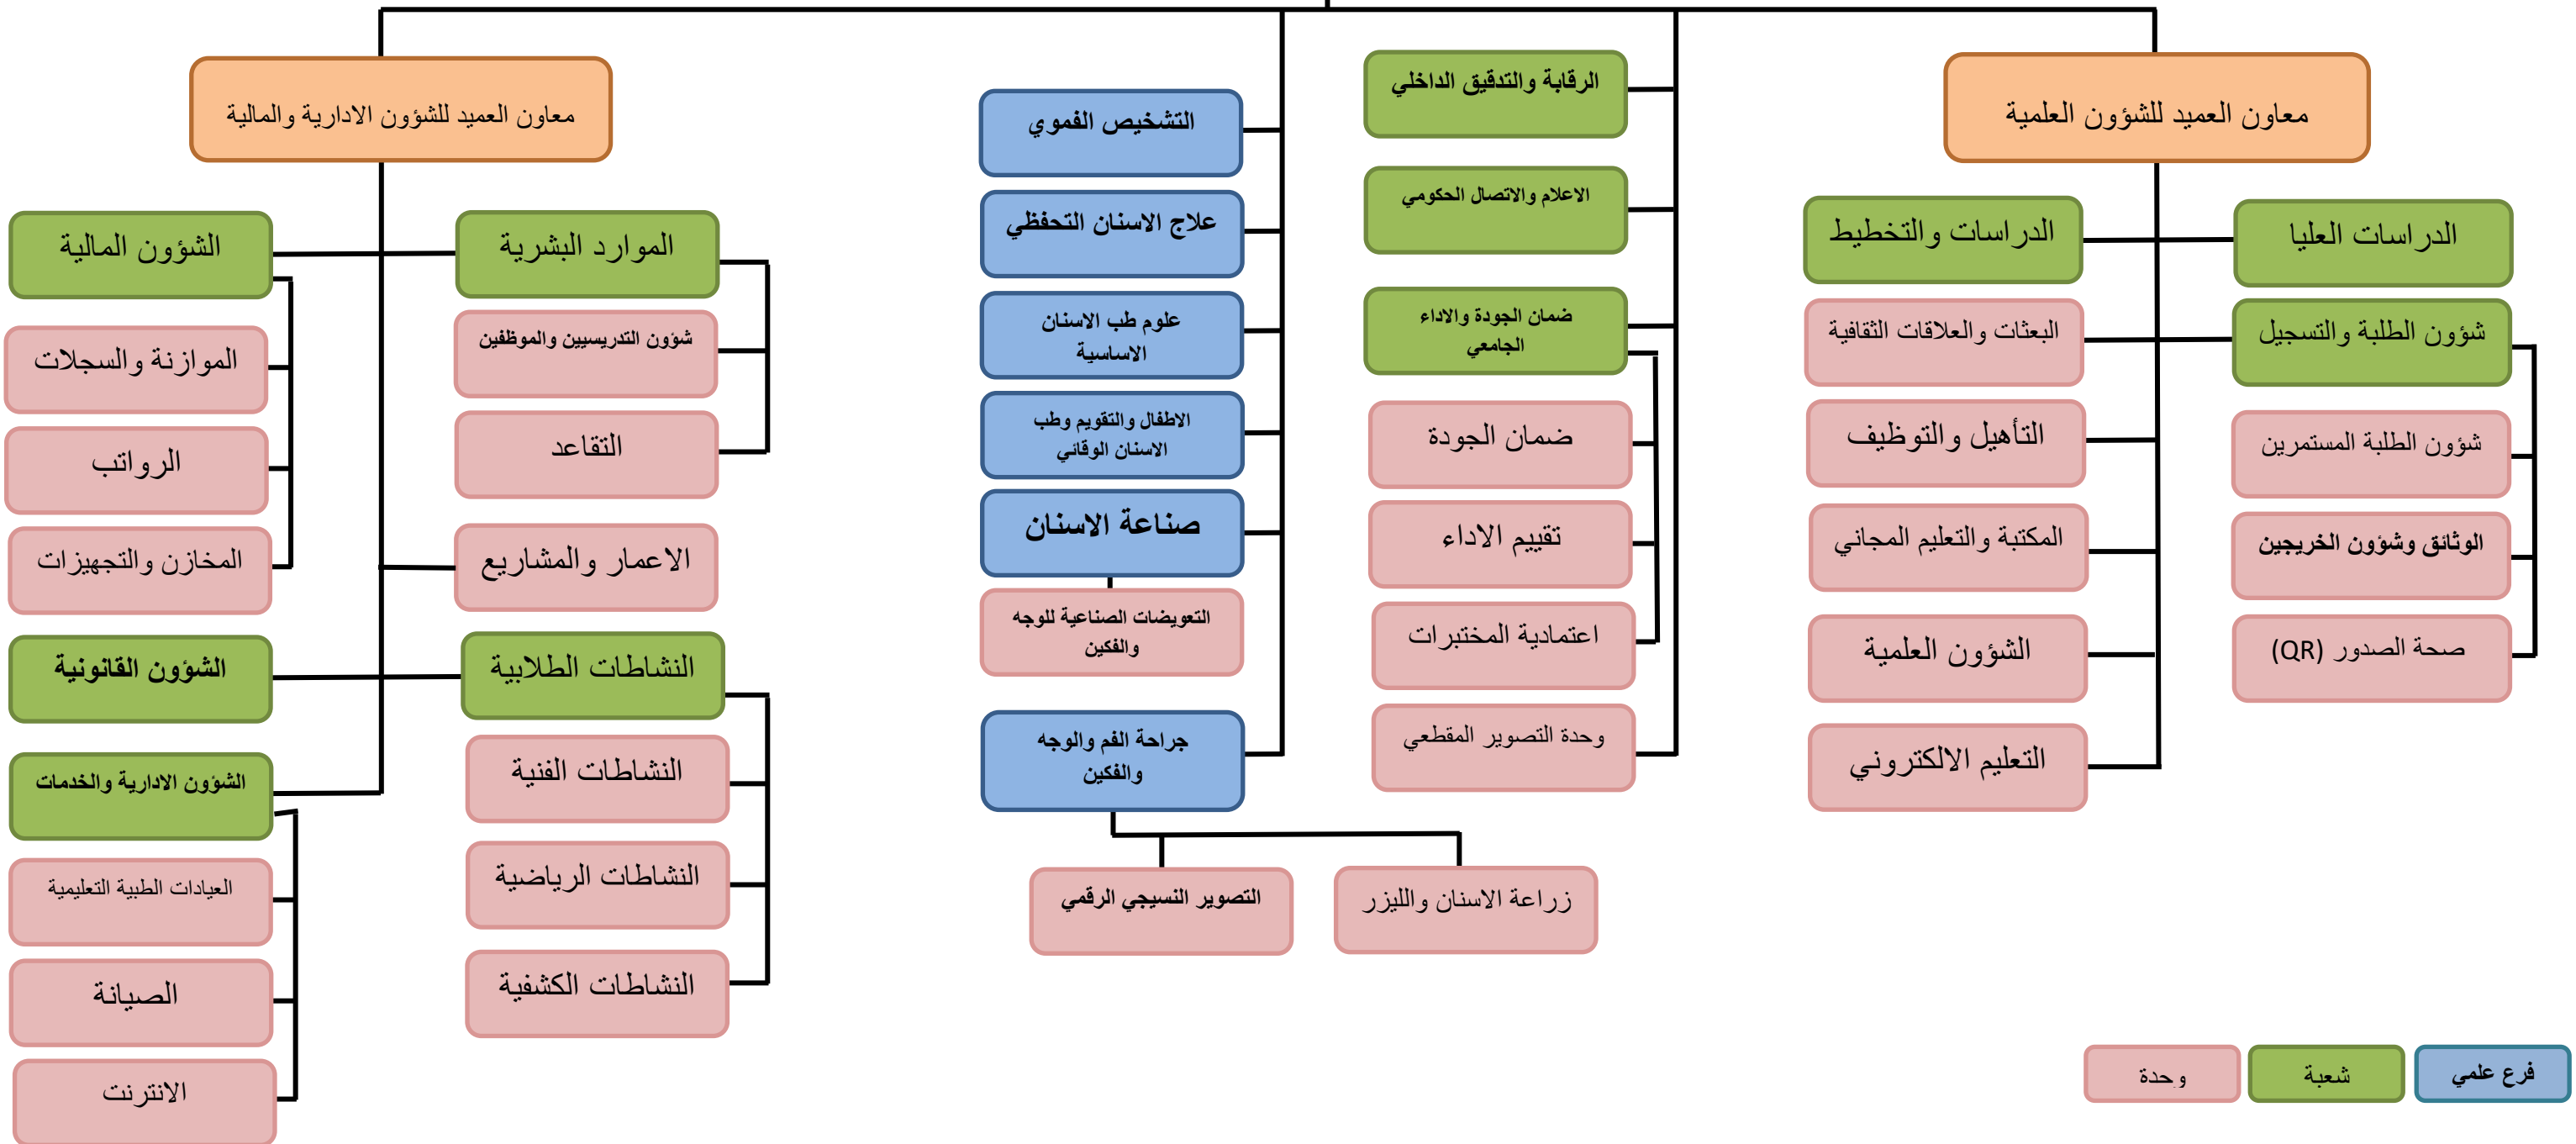 معاون العميد للشؤون العلمية
الدراسات العليا
الدراسات والتخطيط
شؤون الطلبة والتسجيل
البعثات والعلاقات الثقافية
شؤون الطلبة المستمرين
التأهيل والتوظيف
الوثائق وشؤون الخريجين
المكتبة والتعليم المجاني
صحة الصدور (QR)
الشؤون العلمية
التعليم الالكتروني
الرقابة والتدقيق الداخلي
الاعلام والاتصال الحكومي
ضمان الجودة والاداء
الجامعي
ضمان الجودة
تقييم الاداء
اعتمادية المختبرات
وحدة التصوير المقطعي
التشخيص الفموي
علاج الاسنان التحفظي
علوم طب الاسنان
الاساسية
الاطفال والتقويم وطب
الاسنان الوقائي
صناعة الاسنان
التعويضات الصناعية للوجه
والفكين
جراحة الفم والوجه
والفكين
زراعة الاسنان والليزر
التصوير النسيجي الرقمي
معاون العميد للشؤون الادارية والمالية
الموارد البشرية
شؤون التدريسيين والموظفين
التقاعد
الاعمار والمشاريع
النشاطات الطلابية
النشاطات الفنية
النشاطات الرياضية
النشاطات الكشفية
الشؤون المالية
الموازنة والسجلات
الرواتب
المخازن والتجهيزات
الشؤون القانونية
الشؤون الادارية والخدمات
العيادات الطبية التعليمية
الصيانة
الانترنت
فرع علمي
شعبة
وحدة